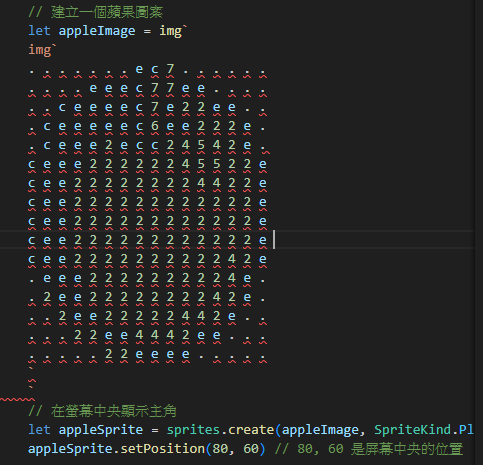 // 建立一個蘋果圖案
let appleImage = img`
img`
. . . . . . . e c 7 . . . . . .
. . . . e e e c 7 7 e e . . . .
. . c e e e e c 7 e 2 2 e e . .
. c e e e e e c 6 e e 2 2 2 e .
. c e e e 2 e c c 2 4 5 4 2 e .
c e e e 2 2 2 2 2 2 4 5 5 2 2 e
c e e 2 2 2 2 2 2 2 2 4 4 2 2 e
c e e 2 2 2 2 2 2 2 2 2 2 2 2 e
c e e 2 2 2 2 2 2 2 2 2 2 2 2 e
c e e 2 2 2 2 2 2 2 2 2 2 2 2 e
c e e 2 2 2 2 2 2 2 2 2 2 4 2 e
. e e e 2 2 2 2 2 2 2 2 2 4 e .
. 2 e e 2 2 2 2 2 2 2 2 4 2 e .
. . 2 e e 2 2 2 2 2 4 4 2 e . .
. . . 2 2 e e 4 4 4 2 e e . . .
. . . . . 2 2 e e e e . . . . .
`
`
// 在螢幕中央顯示主角
let appleSprite = sprites.create(appleImage, SpriteKind.Pl
appleSprite.setPosition(80, 60) // 80, 60 是屏幕中央的位置